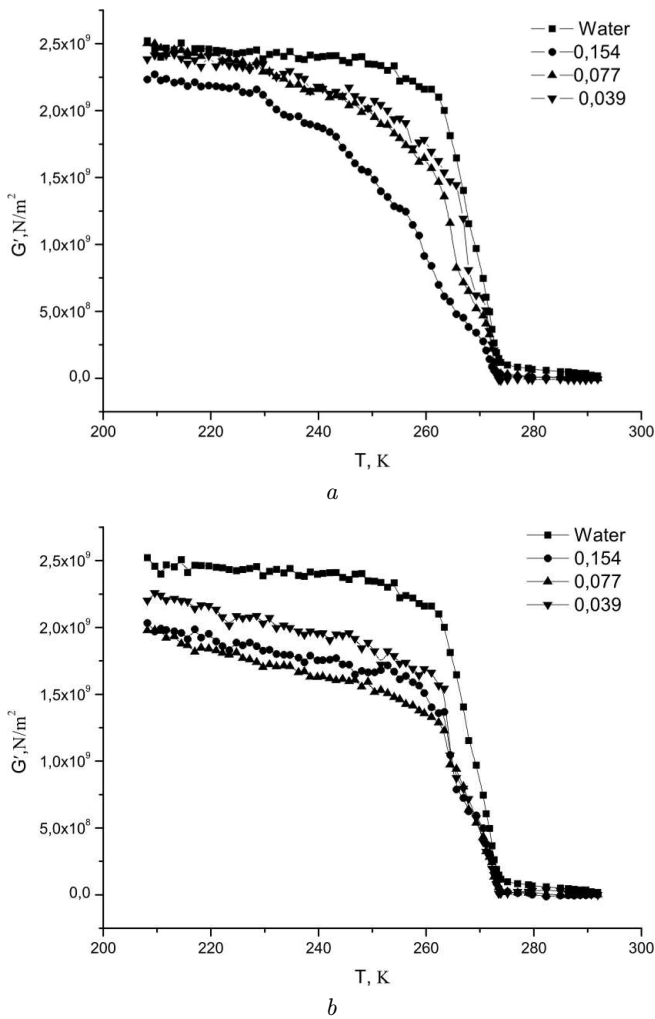 Water
0,154
0,077
0,039
2,5x10⁹
2,0x10⁹
1,5x10⁹
1,0x10⁹
5,0x10⁸
0,0
G',N/m²
200 220 240 260 280 300
T, K
a
Water
0,154
0,077
0,039
2,5x10⁹
2,0x10⁹
1,5x10⁹
1,0x10⁹
5,0x10⁸
0,0
G',N/m²
200 220 240 260 280 300
T, K
b